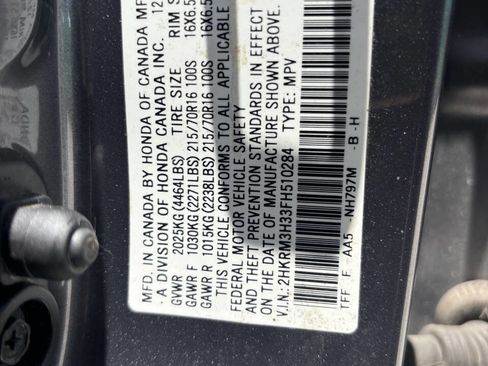 MFD IN CANADA BY HONDA OF CANADA MFG
A DIVISION OF HONDA CANADA INC. 12
TIRE SIZE RIM S
GVWR 2025KG (4464LBS)
GAWR F 1030KG (2271LBS) 215/70R16 100S 16X6.5
GAWR R 1015KG (2238LBS) 215/70R16 100S 16X6.5
THIS VEHICLE CONFORMS TO ALL APPLICABLE
FEDERAL MOTOR VEHICLE SAFETY
AND THEFT PREVENTION STANDARDS IN EFFECT
ON THE DATE OF MANUFACTURE SHOWN ABOVE.
V.I.N: 2HKRM3H33FH510284 TYPE: MPV
TFF F AA5 -NH797M -B -H